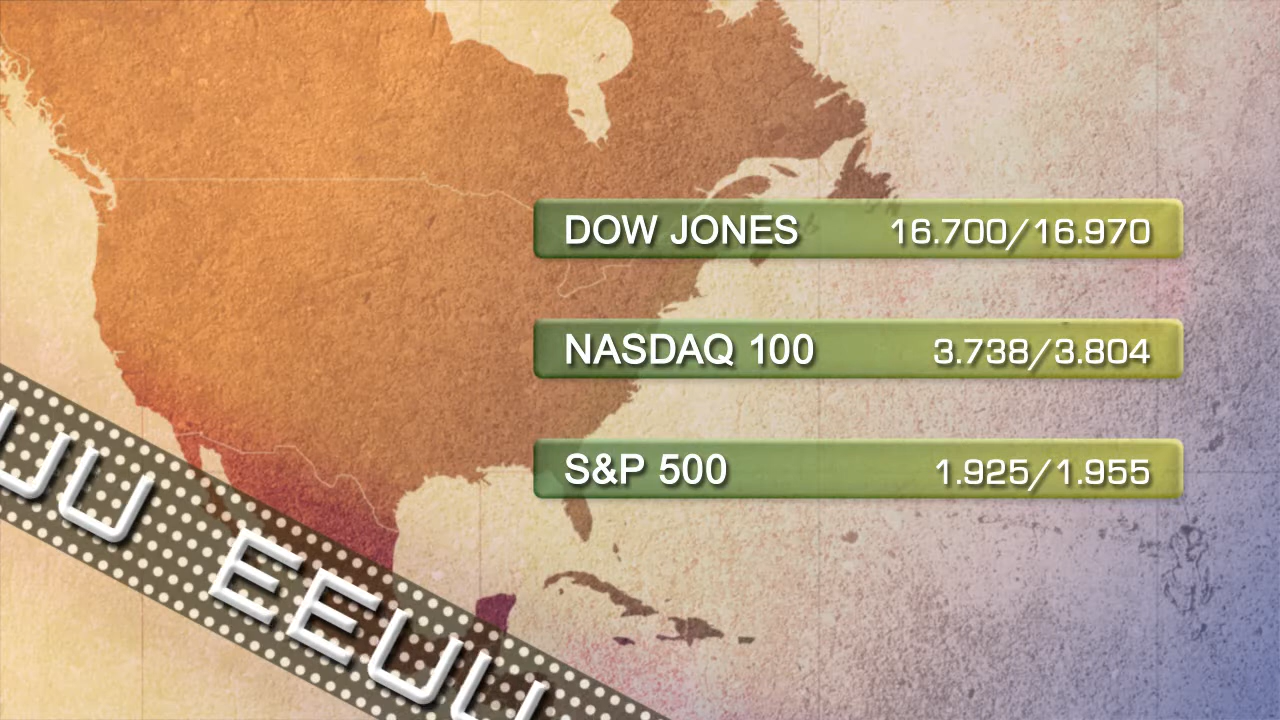 DOW JONES 16.700/16.970
NASDAQ 100 3.738/3.804
S&P 500 1.925/1.955
UU EEUU